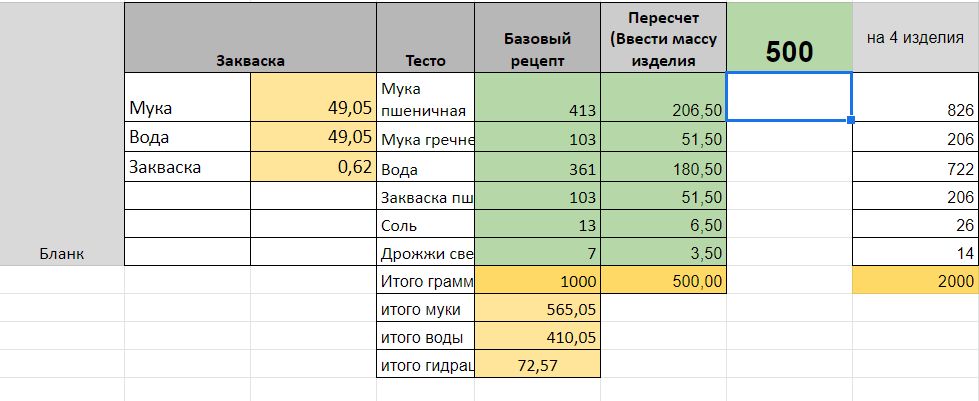 Закваска Тесто Базовый рецепт Пересчет (Ввести массу изделия 500 на 4 изделия
Мука 49,05 Мука пшеничная 413 206,50 826
Вода 49,05 Мука гречне 103 51,50 206
Закваска 0,62 Вода 361 180,50 722
Закваска пш 103 51,50 206
Соль 13 6,50 26
Бланк Дрожжи све 7 3,50 14
Итого грамм 1000 500,00 2000
итого муки 565,05
итого воды 410,05
итого гидрац 72,57